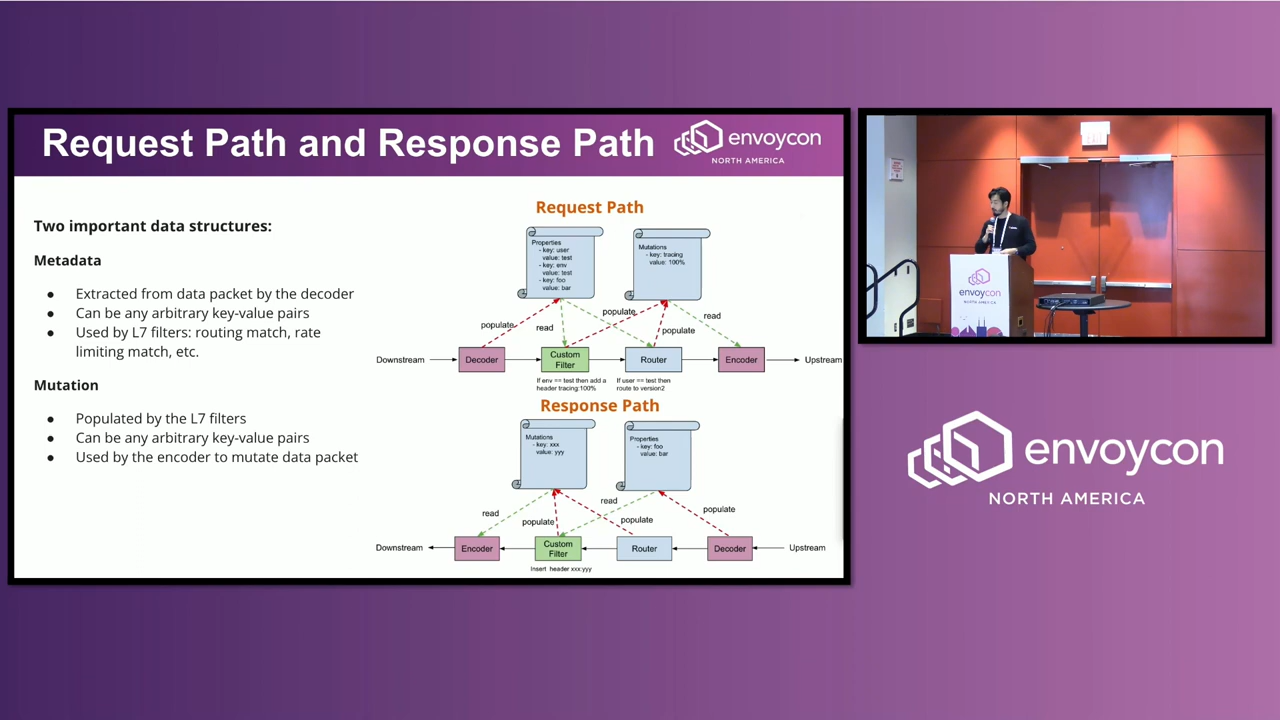 Request Path and Response Path
envoycon
NORTH AMERICA
Two important data structures:
Metadata
● Extracted from data packet by the decoder
● Can be any arbitrary key-value pairs
● Used by L7 filters: routing match, rate
limiting match, etc.
Mutation
● Populated by the L7 filters
● Can be any arbitrary key-value pairs
● Used by the encoder to mutate data packet
Request Path
Properties
- key: user
value: test
- key: env
value: test
- key: foo
value: bar
Mutations
- key: tracing
value: 100%
populate
read
populate
populate
read
Downstream
Decoder
Custom
Filter
Router
Encoder
Upstream
If env == test then add a
header tracing:100%
If user == test then
route to version2
Response Path
Mutations
- key: xxx
value: yyy
Properties
- key: foo
value: bar
read
populate
read
populate
populate
Downstream
Encoder
Custom
Filter
Router
Decoder
Upstream
Insert header xxx:yyy
envoycon
NORTH AMERICA
envoycon
NORTH AMERICA